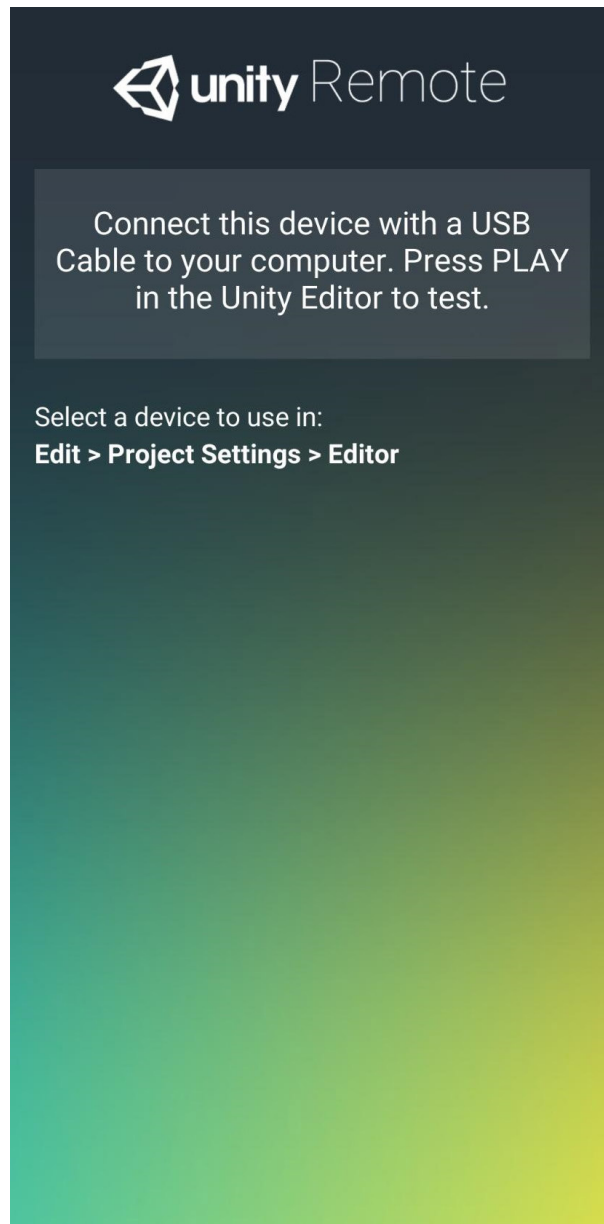 unity Remote
Connect this device with a USB
Cable to your computer. Press PLAY
in the Unity Editor to test.
Select a device to use in:
Edit > Project Settings > Editor